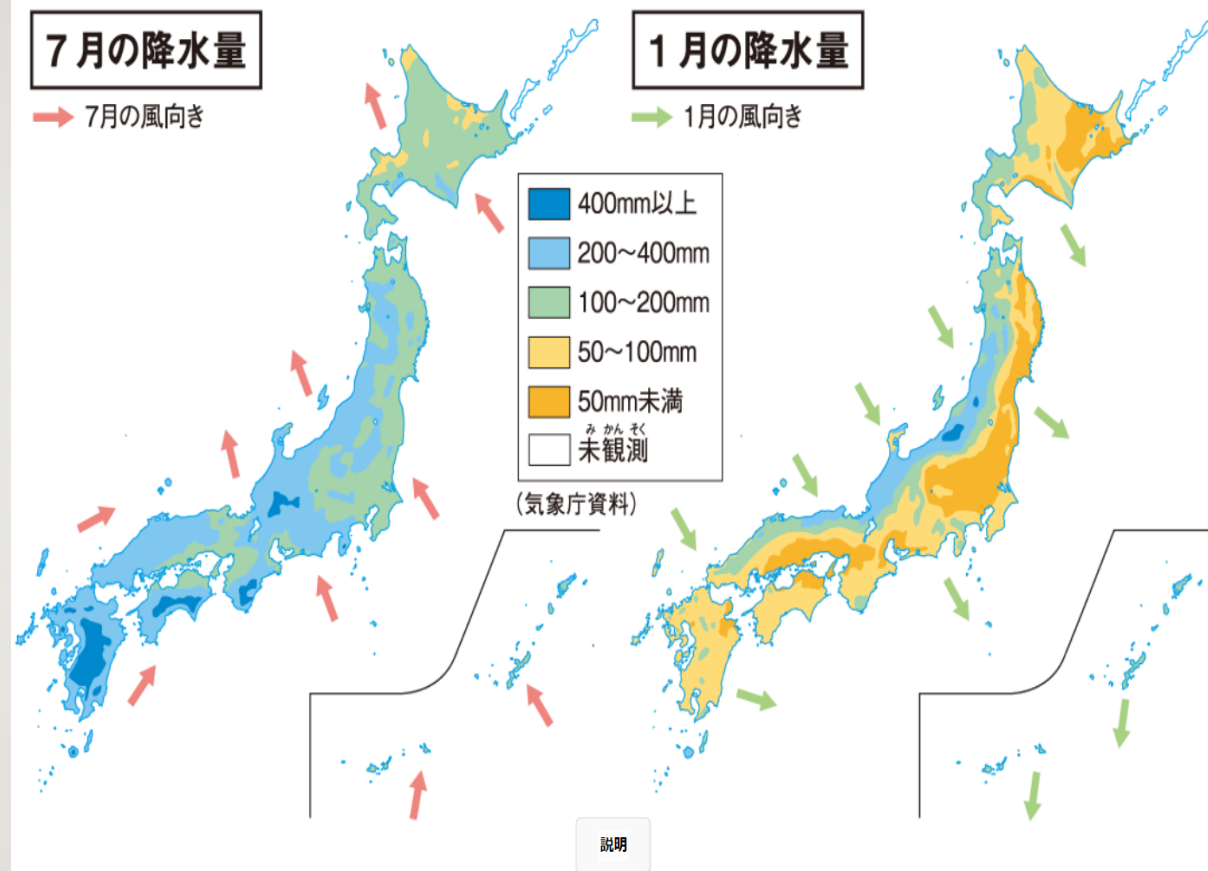 7月の降水量
7月の風向き
1月の降水量
1月の風向き
400mm以上
200～400mm
100～200mm
50～100mm
50mm未満
みかんそく
未観測
(気象庁資料)
説明